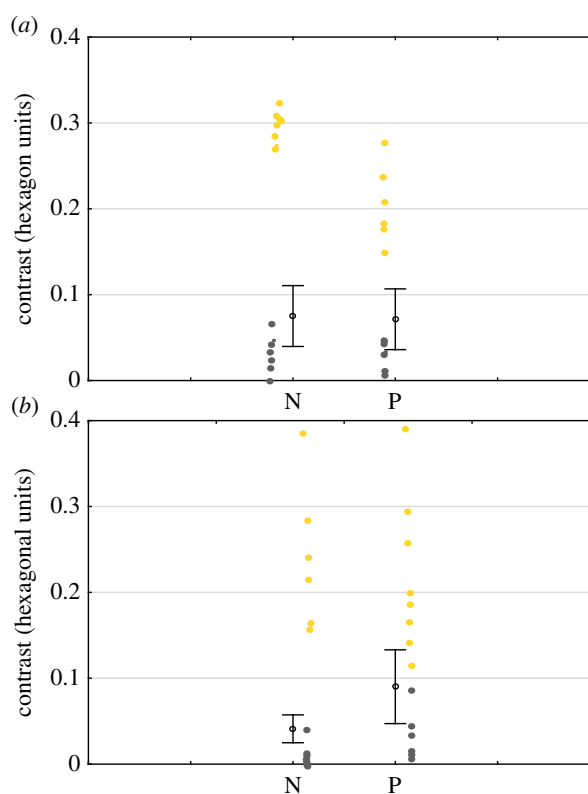 (a)
0.4
0.3
0.2
0.1
0
contrast (hexagon units)
N P
(b)
0.4
0.3
0.2
0.1
0
contrast (hexagonal units)
N P